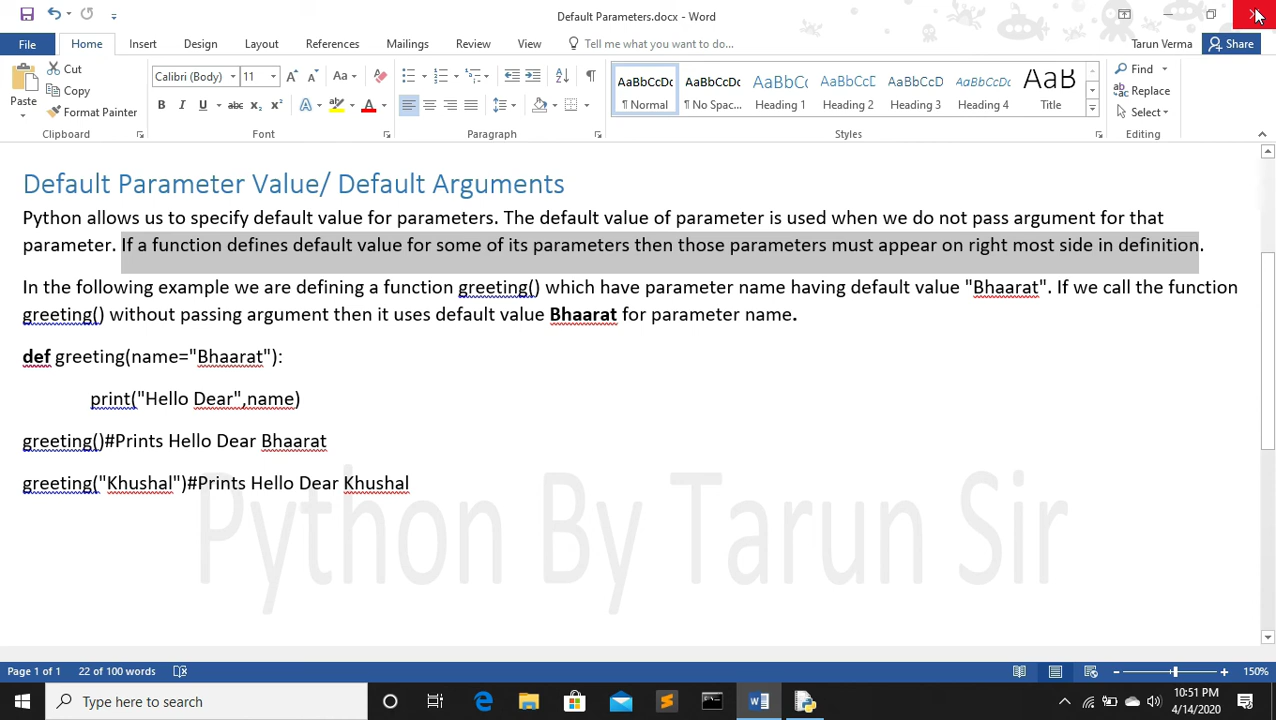 Default Parameters.docx - Word
File Home Insert Design Layout References Mailings Review View Tell me what you want to do... Tarun Verma Share
Cut
Copy
Format Painter
Paste
Calibri (Body) 11
AaBbCcDc AaBbCcDc AaBbC( AaBbCcD AaBbCcDc AaBbCcDc AaB
¶ Normal ¶ No Spac... Heading 1 Heading 2 Heading 3 Heading 4 Title
Find
Replace
Select
Clipboard Font Paragraph Styles Editing
Default Parameter Value/ Default Arguments
Python allows us to specify default value for parameters. The default value of parameter is used when we do not pass argument for that
parameter. If a function defines default value for some of its parameters then those parameters must appear on right most side in definition.
In the following example we are defining a function greeting() which have parameter name having default value "Bhaarat". If we call the function
greeting() without passing argument then it uses default value Bhaarat for parameter name.
def greeting(name="Bhaarat"):
print("Hello Dear",name)
greeting()#Prints Hello Dear Bhaarat
greeting("Khushal")#Prints Hello Dear Khushal
Python By Tarun Sir
Page 1 of 1 22 of 100 words 150%
Type here to search
10:51 PM
4/14/2020